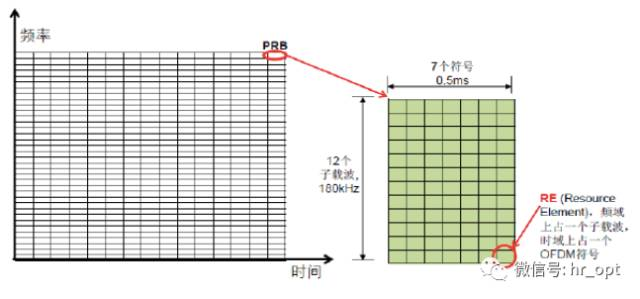 频率
PRB
时间
7个符号
0.5ms
12个
子载波,
180kHz
RE (Resource
Element)，频域
上占一个子载波，
时域上占一个
OFDM符号
微信号: hr_opt